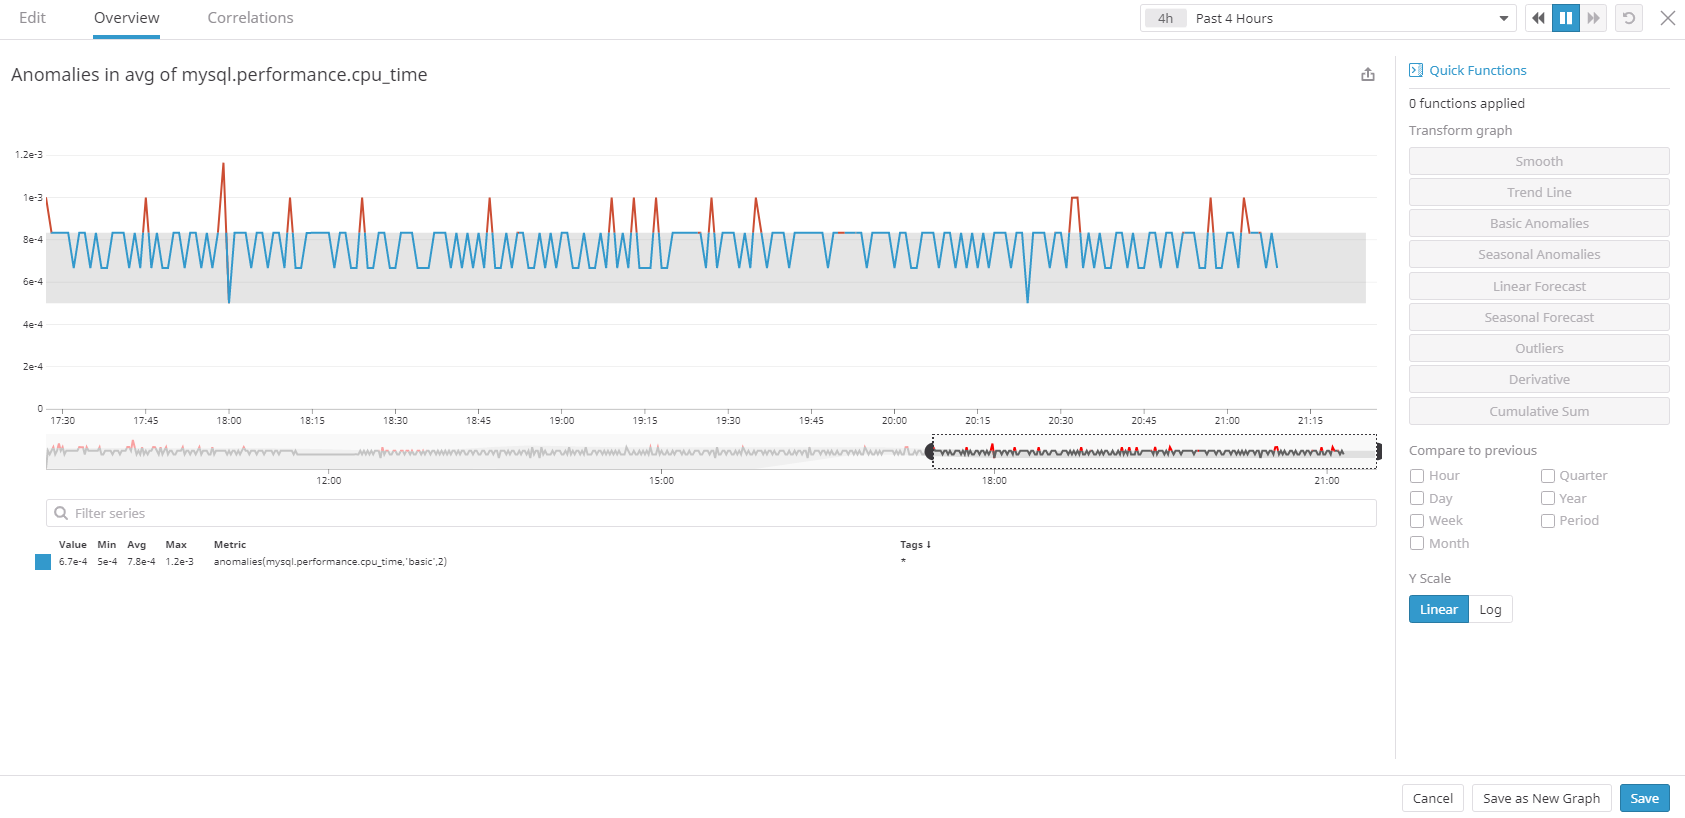 Edit Overview Correlations 4h Past 4 Hours
Anomalies in avg of mysql.performance.cpu_time
1.2e-3
1e-3
8e-4
6e-4
4e-4
2e-4
0
17:30 17:45 18:00 18:15 18:30 18:45 19:00 19:15 19:30 19:45 20:00 20:15 20:30 20:45 21:00 21:15
12:00 15:00 18:00 21:00
Filter series
Value Min Avg Max Metric Tags ↓
6.7e-4 5e-4 7.8e-4 1.2e-3 anomalies(mysql.performance.cpu_time,'basic',2) *
Quick Functions
0 functions applied
Transform graph
Smooth
Trend Line
Basic Anomalies
Seasonal Anomalies
Linear Forecast
Seasonal Forecast
Outliers
Derivative
Cumulative Sum
Compare to previous
Hour Quarter
Day Year
Week Period
Month
Y Scale
Linear Log
Cancel Save as New Graph Save